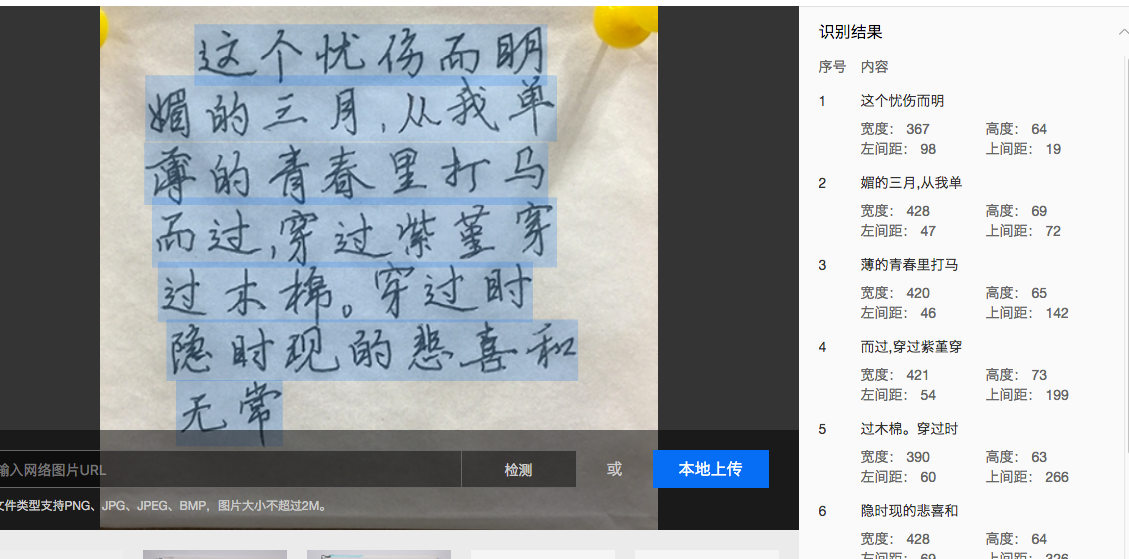 这个忧伤而明
媚的三月,从我单
薄的青春里打马
而过,穿过紫堇穿
过木棉。穿过时
隐时现的悲喜和
无常
输入网络图片URL
检测
或
本地上传
文件类型支持PNG、JPG、JPEG、BMP，图片大小不超过2M。
识别结果
序号 内容
1 这个忧伤而明
宽度： 367 高度： 64
左间距： 98 上间距： 19
2 媚的三月,从我单
宽度： 428 高度： 69
左间距： 47 上间距： 72
3 薄的青春里打马
宽度： 420 高度： 65
左间距： 46 上间距： 142
4 而过,穿过紫堇穿
宽度： 421 高度： 73
左间距： 54 上间距： 199
5 过木棉。穿过时
宽度： 390 高度： 63
左间距： 60 上间距： 266
6 隐时现的悲喜和
宽度： 428 高度： 64
左间距： 69 上间距： 326